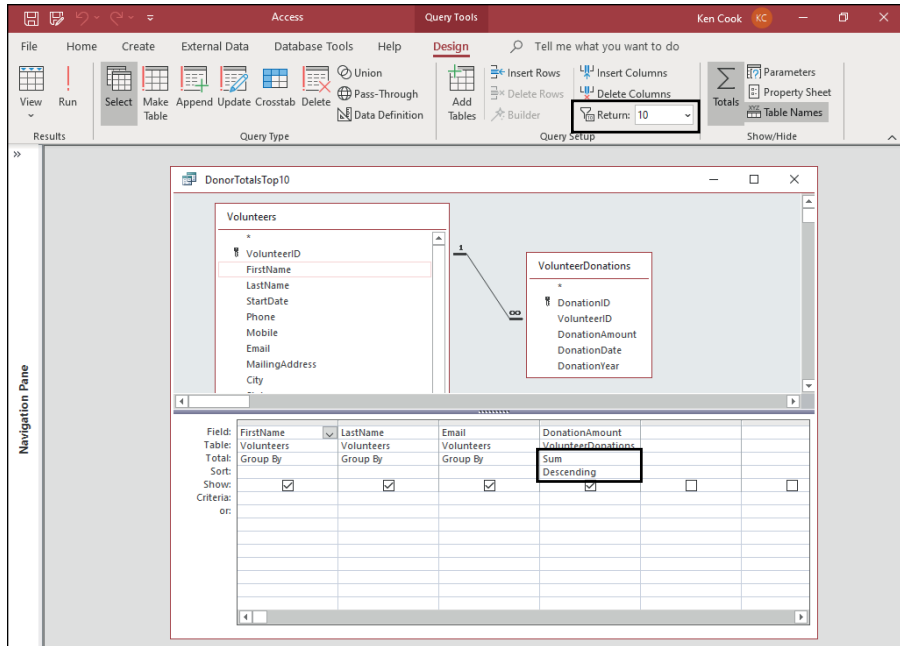 Access
Query Tools
Ken Cook
KC
File Home Create External Data Database Tools Help Design Tell me what you want to do
View
Run
Select
Make Table
Append
Update
Crosstab
Delete
Union
Pass-Through
Data Definition
Add Tables
Insert Rows
Delete Rows
Builder
Insert Columns
Delete Columns
Return: 10
Totals
Parameters
Property Sheet
Table Names
Results
Query Type
Query Setup
Show/Hide
Navigation Pane
DonorTotalsTop10
Volunteers
*
VolunteerID
FirstName
LastName
StartDate
Phone
Mobile
Email
MailingAddress
City
1
∞
VolunteerDonations
*
DonationID
VolunteerID
DonationAmount
DonationDate
DonationYear
Field: FirstName LastName Email DonationAmount
Table: Volunteers Volunteers Volunteers VolunteerDonations
Total: Group By Group By Group By Sum
Sort: Descending
Show:
Criteria:
or: